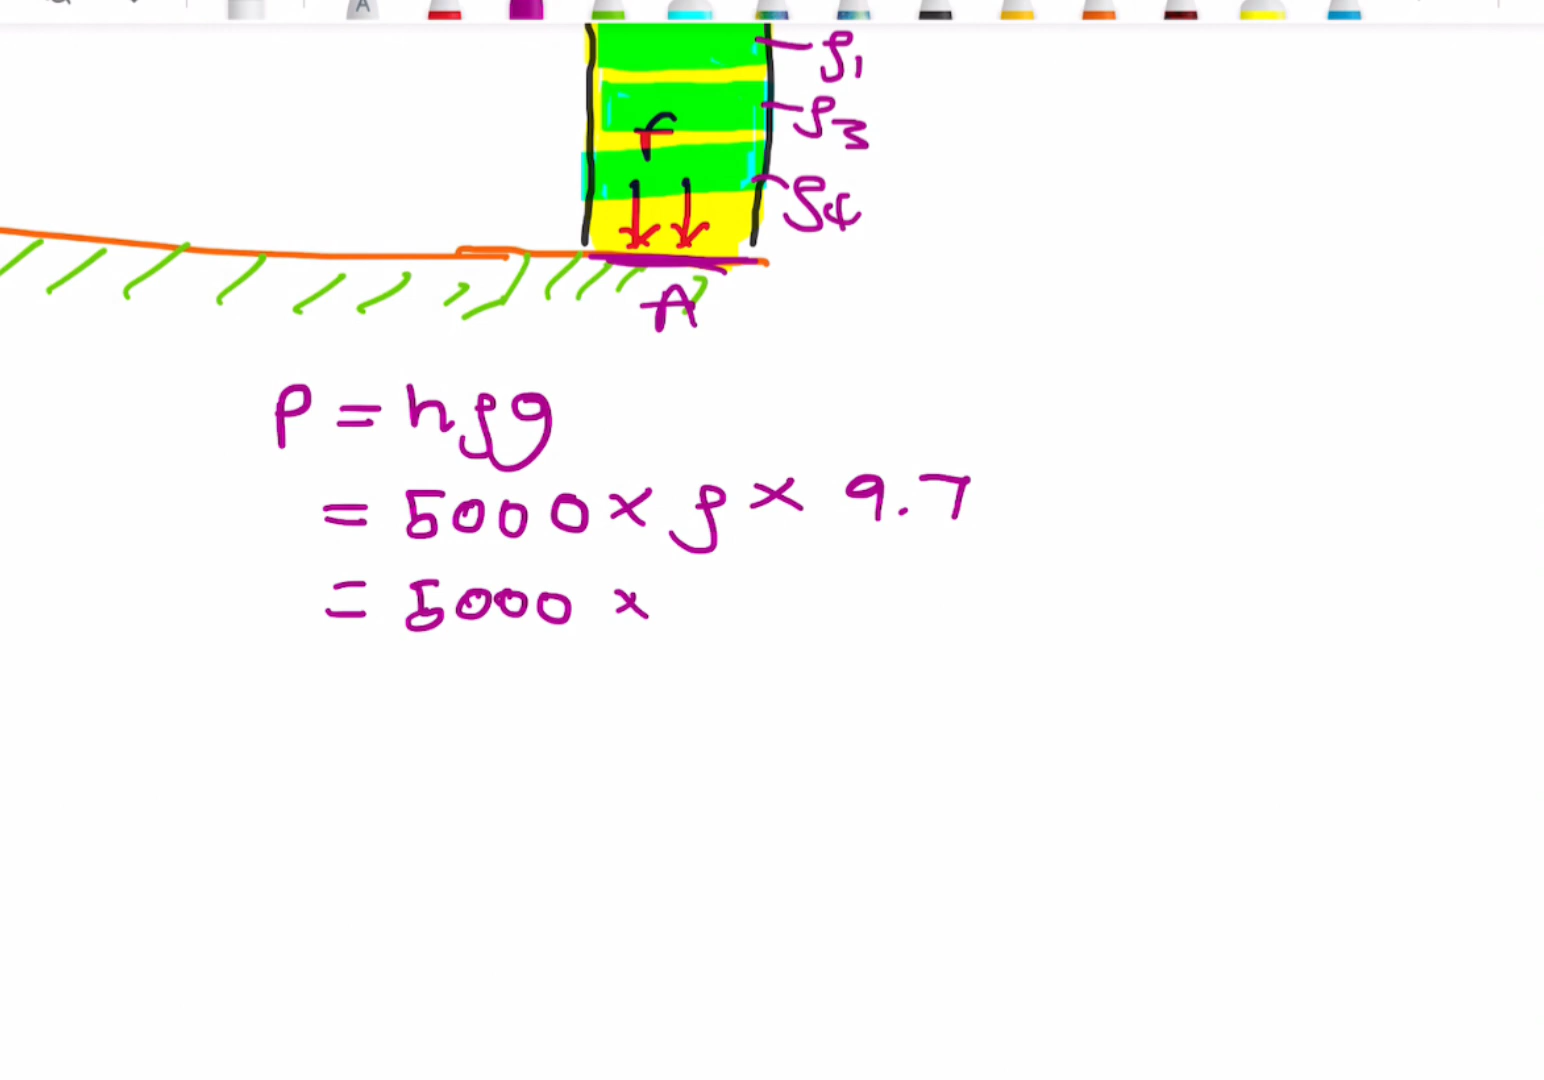 A
ρ1
ρ3
F
ρ4
A
P = hρg
= 5000 × ρ × 9.7
= 5000 ×